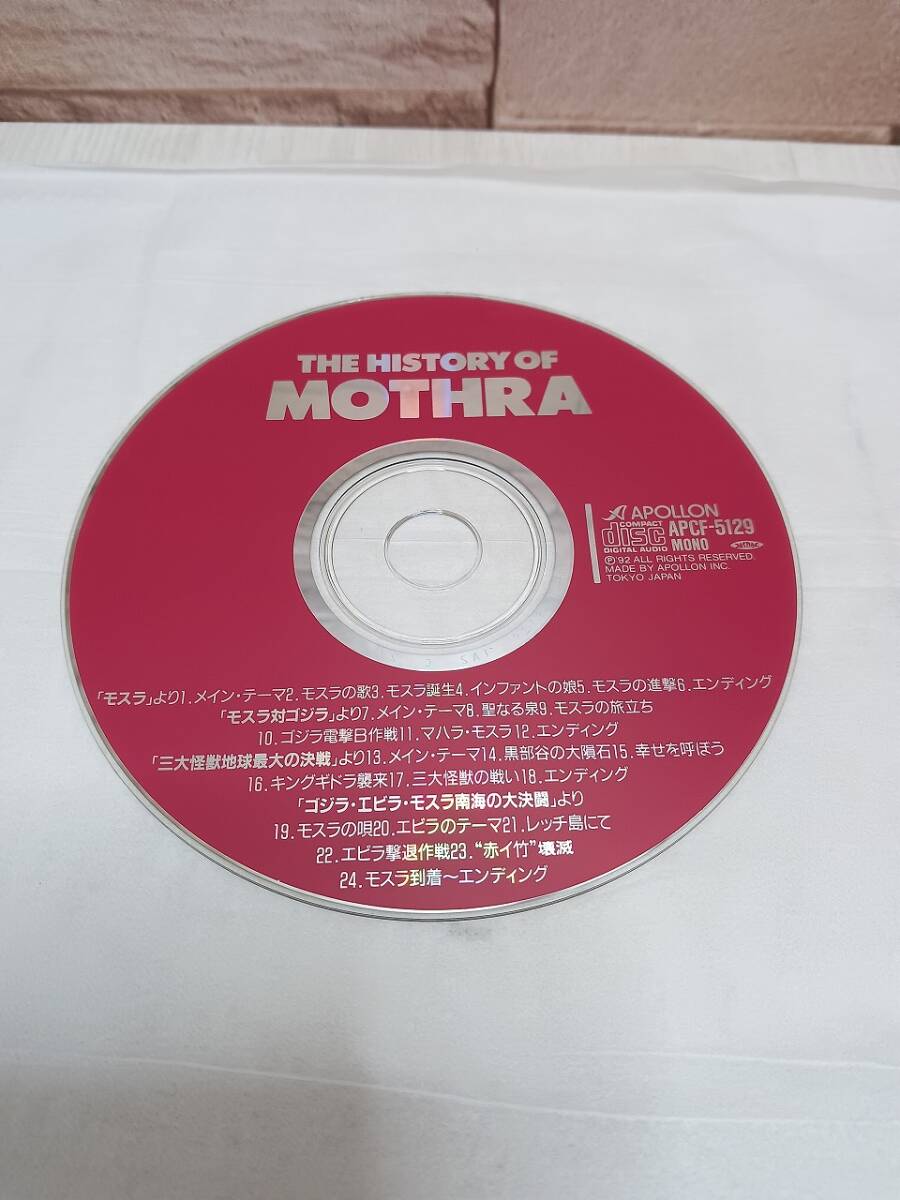 THE HISTORY OF
MOTHRA
APOLLON
COMPACT
disc
DIGITAL AUDIO
APCF-5129
MONO
Ⓟ'92 ALL RIGHTS RESERVED.
MADE BY APOLLON INC.
TOKYO JAPAN
「モスラ」より1.メイン・テーマ2.モスラの歌3.モスラ誕生4.インファントの娘5.モスラの進撃6.エンディング
「モスラ対ゴジラ」より7.メイン・テーマ8.聖なる泉9.モスラの旅立ち
10.ゴジラ電撃B作戦11.マハラ・モスラ12.エンディング
「三大怪獣地球最大の決戦」より13.メイン・テーマ14.黒部谷の大隕石15.幸せを呼ぼう
16.キングギドラ襲来17.三大怪獣の戦い18.エンディング
「ゴジラ・エビラ・モスラ南海の大決闘」より
19.モスラの唄20.エビラのテーマ21.レッチ島にて
22.エビラ撃退作戦23.“赤イ竹”壊滅
24.モスラ到着〜エンディング